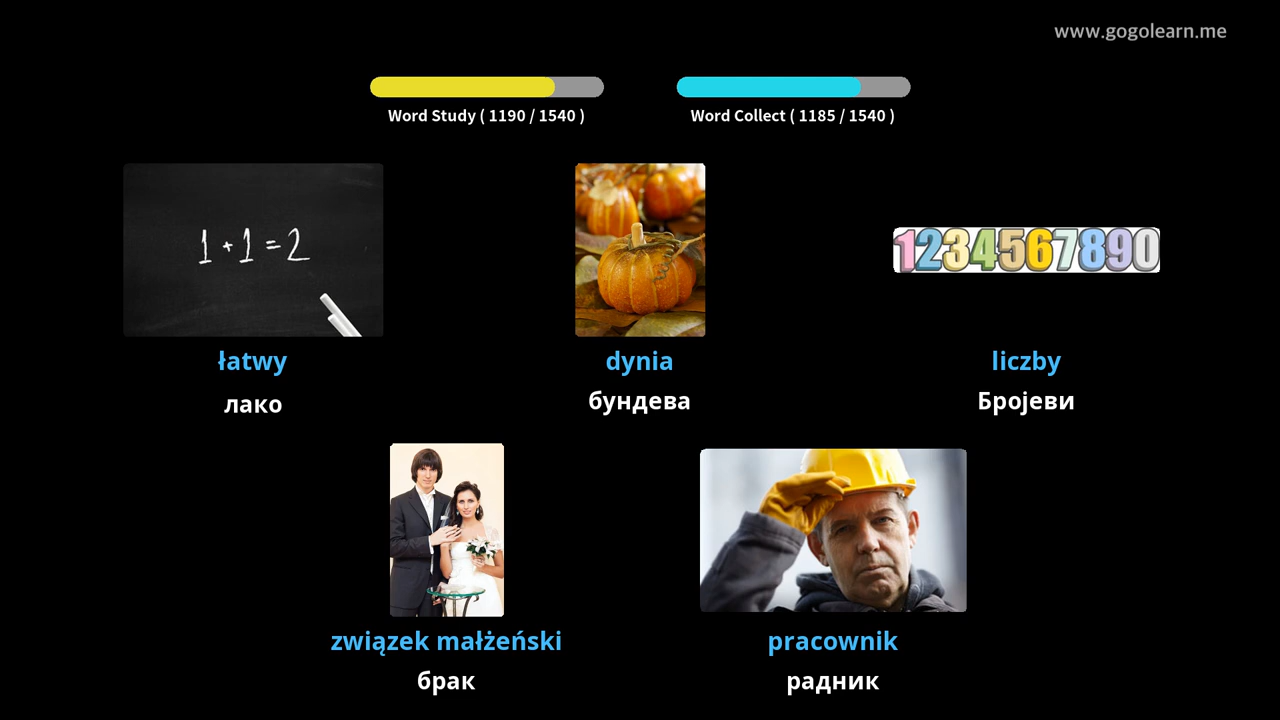 www.gogolearn.me
Word Study ( 1190 / 1540 )
Word Collect ( 1185 / 1540 )
1 + 1 = 2
1234567890
łatwy
dynia
liczby
лако
бундева
Бројеви
związek małżeński
pracownik
брак
радник